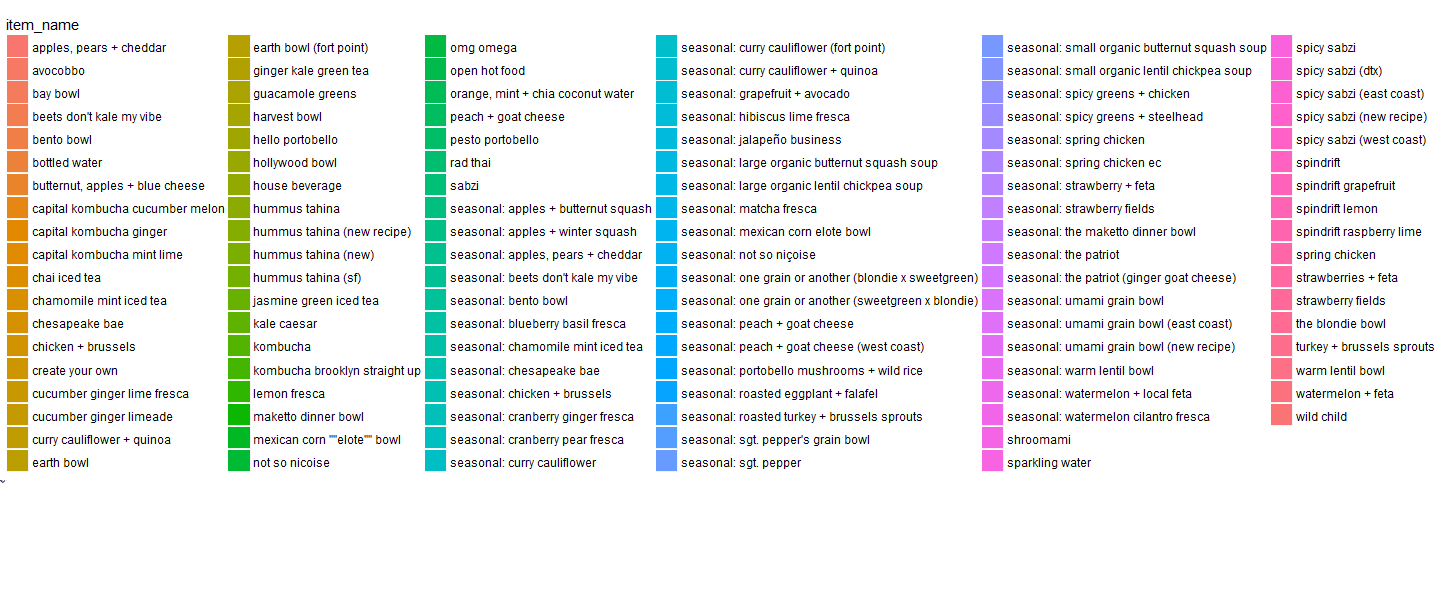 item_name
apples, pears + cheddar
avocobbo
bay bowl
beets don't kale my vibe
bento bowl
bottled water
butternut, apples + blue cheese
capital kombucha cucumber melon
capital kombucha ginger
capital kombucha mint lime
chai iced tea
chamomile mint iced tea
chesapeake bae
chicken + brussels
create your own
cucumber ginger lime fresca
cucumber ginger limeade
curry cauliflower + quinoa
earth bowl
earth bowl (fort point)
ginger kale green tea
guacamole greens
harvest bowl
hello portobello
hollywood bowl
house beverage
hummus tahina
hummus tahina (new recipe)
hummus tahina (new)
hummus tahina (sf)
jasmine green iced tea
kale caesar
kombucha
kombucha brooklyn straight up
lemon fresca
maketto dinner bowl
mexican corn ""elote"" bowl
not so nicoise
omg omega
open hot food
orange, mint + chia coconut water
peach + goat cheese
pesto portobello
rad thai
sabzi
seasonal: apples + butternut squash
seasonal: apples + winter squash
seasonal: apples, pears + cheddar
seasonal: beets don't kale my vibe
seasonal: bento bowl
seasonal: blueberry basil fresca
seasonal: chamomile mint iced tea
seasonal: chesapeake bae
seasonal: chicken + brussels
seasonal: cranberry ginger fresca
seasonal: cranberry pear fresca
seasonal: curry cauliflower
seasonal: curry cauliflower (fort point)
seasonal: curry cauliflower + quinoa
seasonal: grapefruit + avocado
seasonal: hibiscus lime fresca
seasonal: jalapeño business
seasonal: large organic butternut squash soup
seasonal: large organic lentil chickpea soup
seasonal: matcha fresca
seasonal: mexican corn elote bowl
seasonal: not so niçoise
seasonal: one grain or another (blondie x sweetgreen)
seasonal: one grain or another (sweetgreen x blondie)
seasonal: peach + goat cheese
seasonal: peach + goat cheese (west coast)
seasonal: portobello mushrooms + wild rice
seasonal: roasted eggplant + falafel
seasonal: roasted turkey + brussels sprouts
seasonal: sgt. pepper's grain bowl
seasonal: sgt. pepper
seasonal: small organic butternut squash soup
seasonal: small organic lentil chickpea soup
seasonal: spicy greens + chicken
seasonal: spicy greens + steelhead
seasonal: spring chicken
seasonal: spring chicken ec
seasonal: strawberry + feta
seasonal: strawberry fields
seasonal: the maketto dinner bowl
seasonal: the patriot
seasonal: the patriot (ginger goat cheese)
seasonal: umami grain bowl
seasonal: umami grain bowl (east coast)
seasonal: umami grain bowl (new recipe)
seasonal: warm lentil bowl
seasonal: watermelon + local feta
seasonal: watermelon cilantro fresca
shroomami
sparkling water
spicy sabzi
spicy sabzi (dtx)
spicy sabzi (east coast)
spicy sabzi (new recipe)
spicy sabzi (west coast)
spindrift
spindrift grapefruit
spindrift lemon
spindrift raspberry lime
spring chicken
strawberries + feta
strawberry fields
the blondie bowl
turkey + brussels sprouts
warm lentil bowl
watermelon + feta
wild child